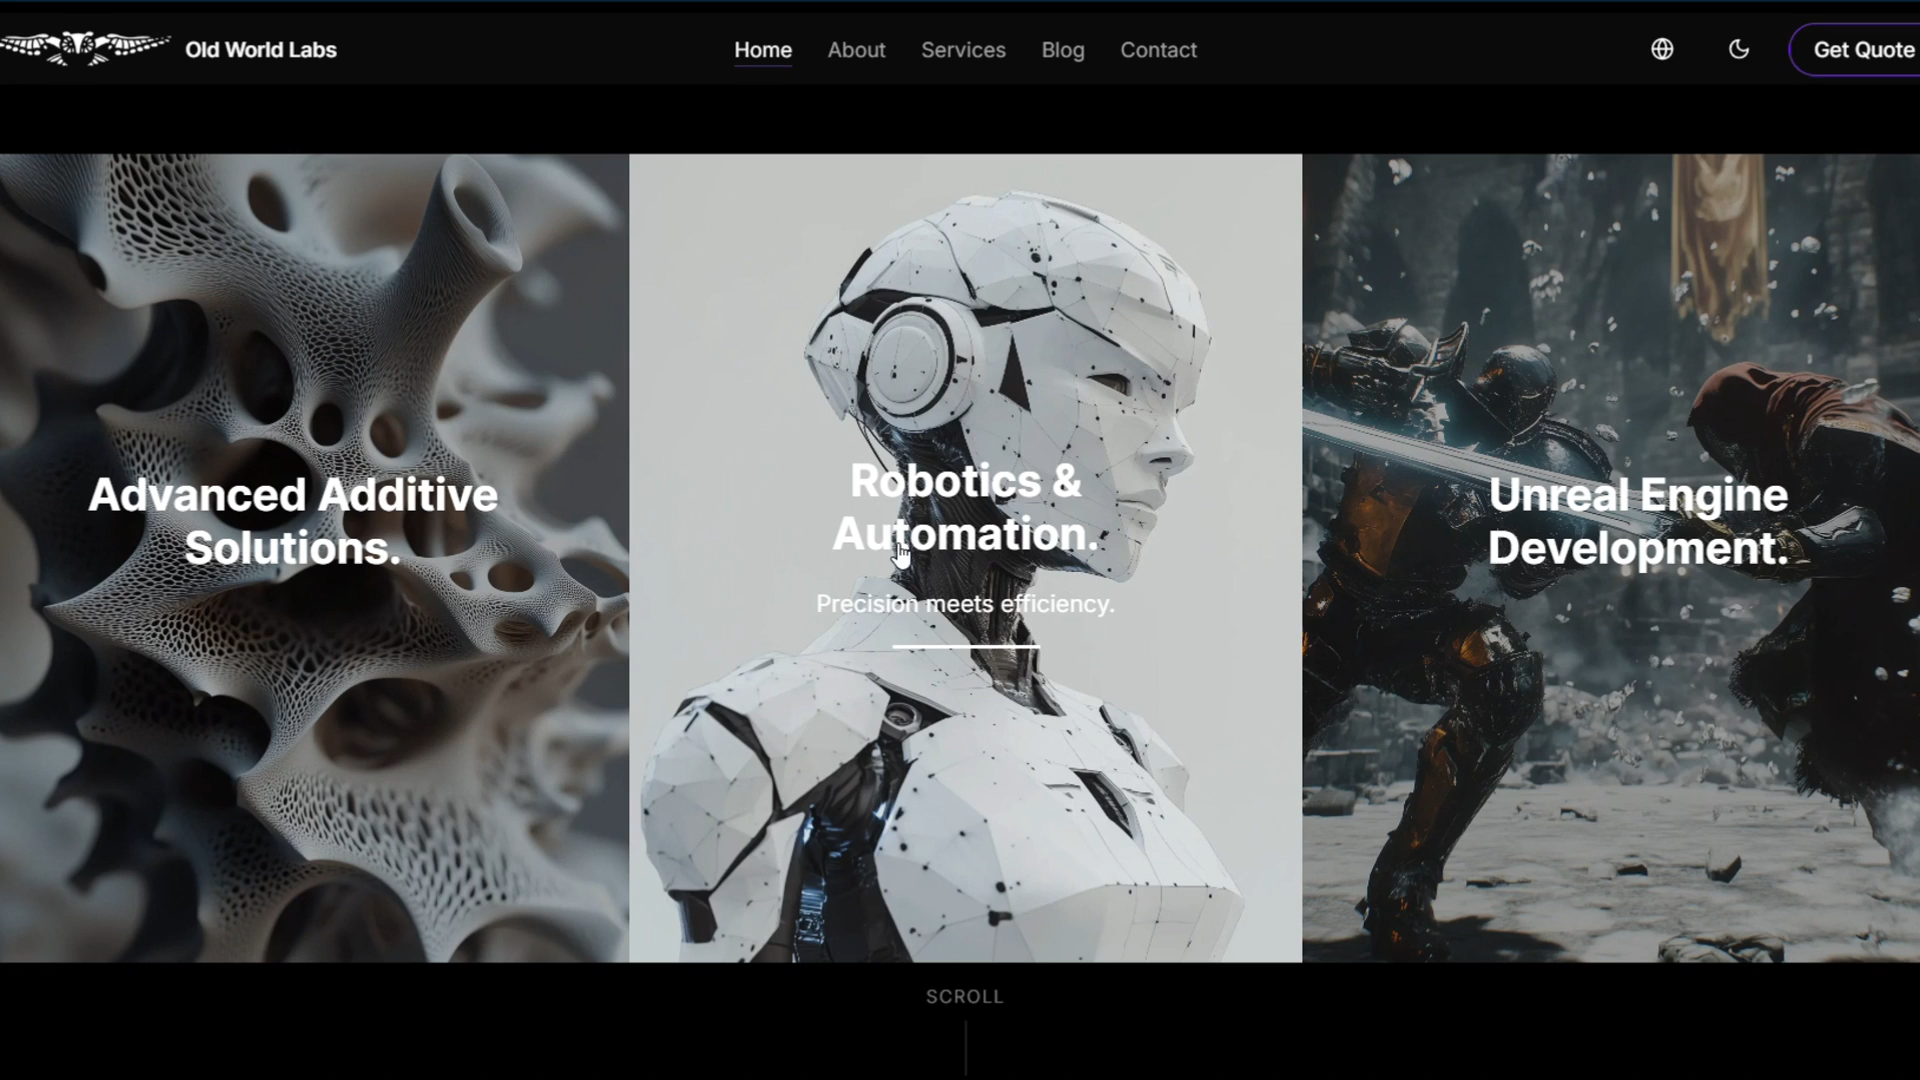 Old World Labs
Home
About
Services
Blog
Contact
Get Quote
Advanced Additive
Solutions.
Robotics &
Automation.
Precision meets efficiency.
Unreal Engine
Development.
SCROLL